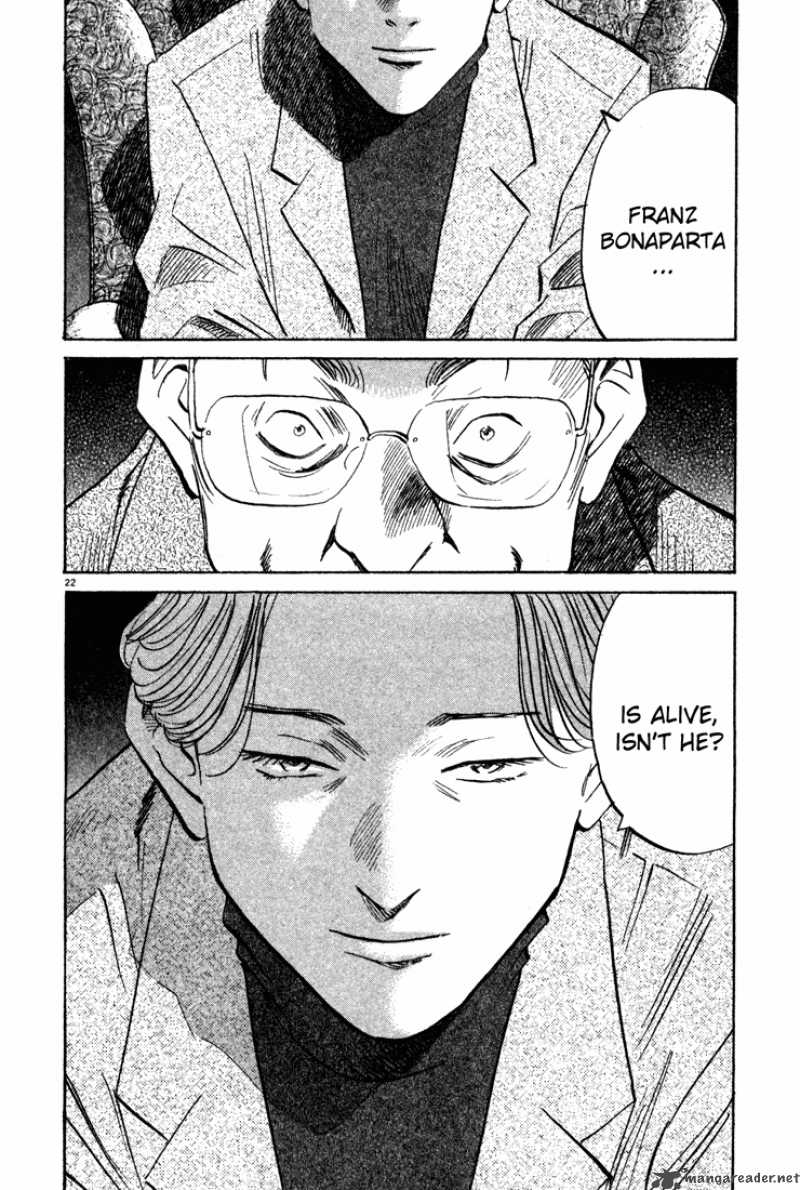 FRANZ
BONAPARTA
...
22
IS ALIVE,
ISN'T HE?
mangareader.net